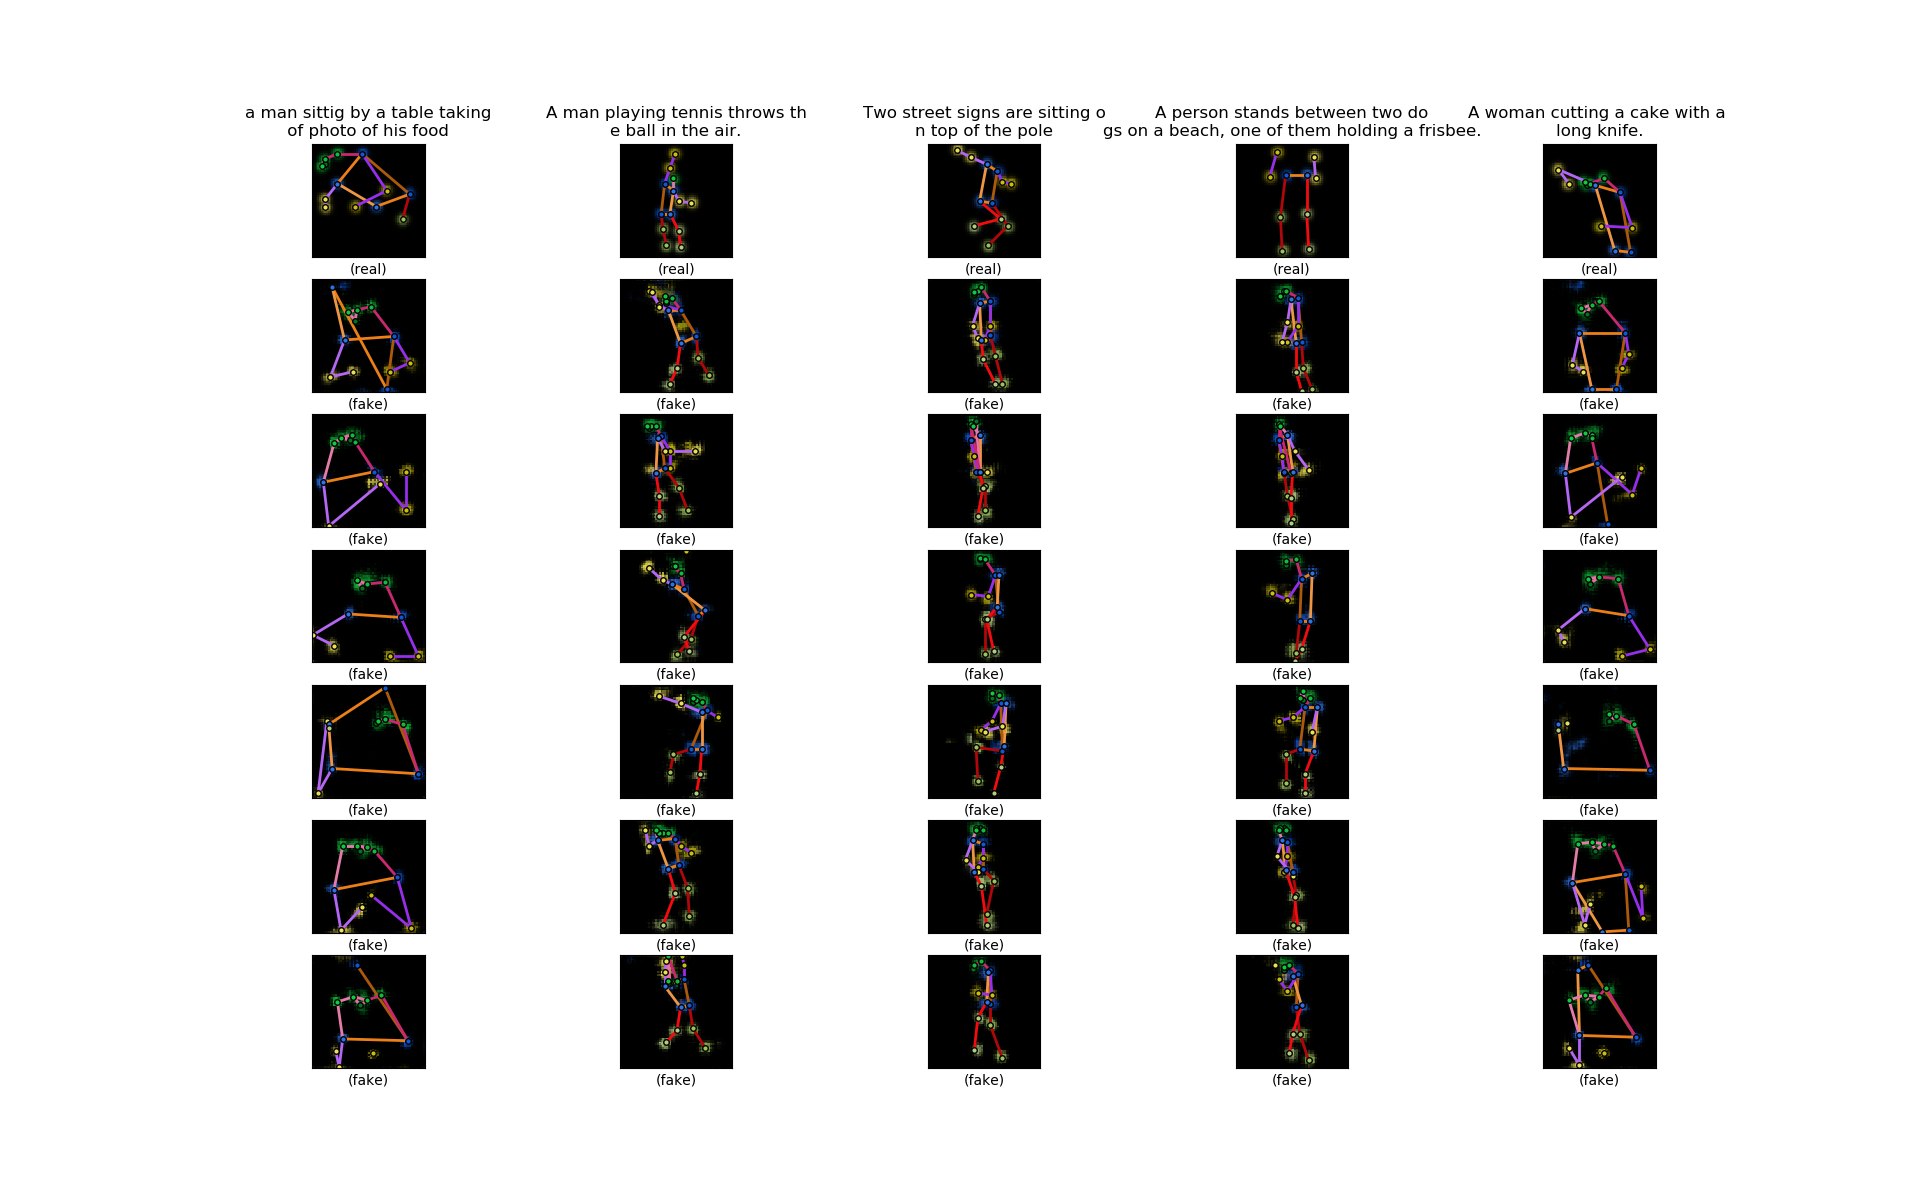 a man sittig by a table taking
of photo of his food
A man playing tennis throws th
e ball in the air.
Two street signs are sitting o
n top of the pole
A person stands between two do
gs on a beach, one of them holding a frisbee.
A woman cutting a cake with a
long knife.
(real) (real) (real) (real) (real)
(fake) (fake) (fake) (fake) (fake)
(fake) (fake) (fake) (fake) (fake)
(fake) (fake) (fake) (fake) (fake)
(fake) (fake) (fake) (fake) (fake)
(fake) (fake) (fake) (fake) (fake)
(fake) (fake) (fake) (fake) (fake)